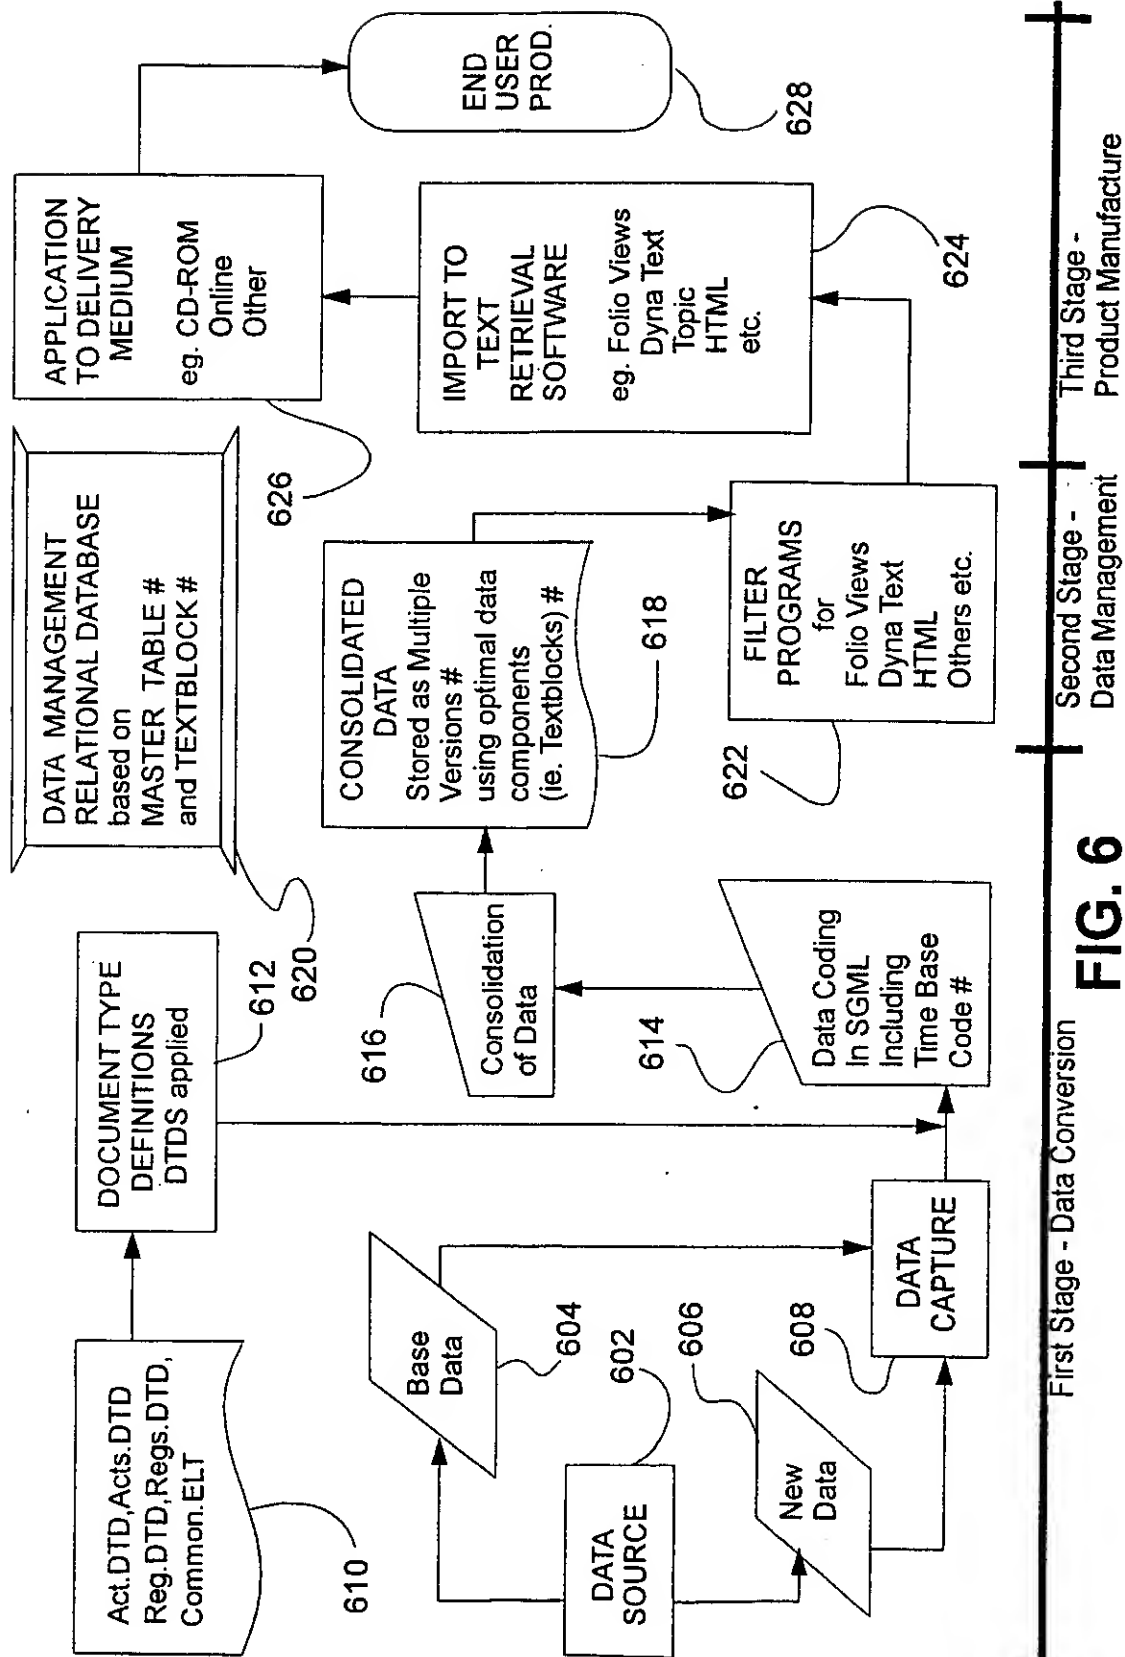 Act.DTD,Acts.DTD
Reg.DTD,Regs.DTD,
Common.ELT
610
DOCUMENT TYPE
DEFINITIONS
DTDS applied
612
DATA MANAGEMENT
RELATIONAL DATABASE
based on
MASTER TABLE #
and TEXTBLOCK #
620
APPLICATION
TO DELIVERY
MEDIUM
eg. CD-ROM
Online
Other
626
END
USER
PROD.
628
DATA
SOURCE
602
Base
Data
604
New
Data
606
DATA
CAPTURE
608
Data Coding
In SGML
Including
Time Base
Code #
614
Consolidation
of Data
616
CONSOLIDATED
DATA
Stored as Multiple
Versions #
using optimal data
components
(ie. Textblocks) #
618
FILTER
PROGRAMS
for
Folio Views
Dyna Text
HTML
Others etc.
622
IMPORT TO
TEXT
RETRIEVAL
SOFTWARE
eg. Folio Views
Dyna Text
Topic
HTML
etc.
624
First Stage - Data Conversion
Second Stage -
Data Management
Third Stage -
Product Manufacture
FIG. 6